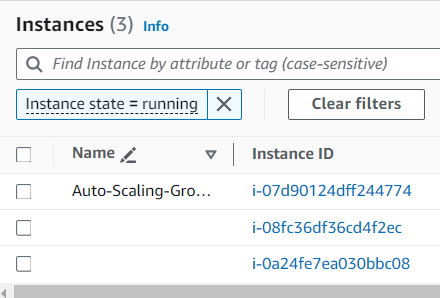 Instances (3) Info
Find Instance by attribute or tag (case-sensitive)
Instance state = running Clear filters
Name Instance ID
Auto-Scaling-Gro... i-07d90124dff244774
i-08fc36df36cd4f2ec
i-0a24fe7ea030bbc08